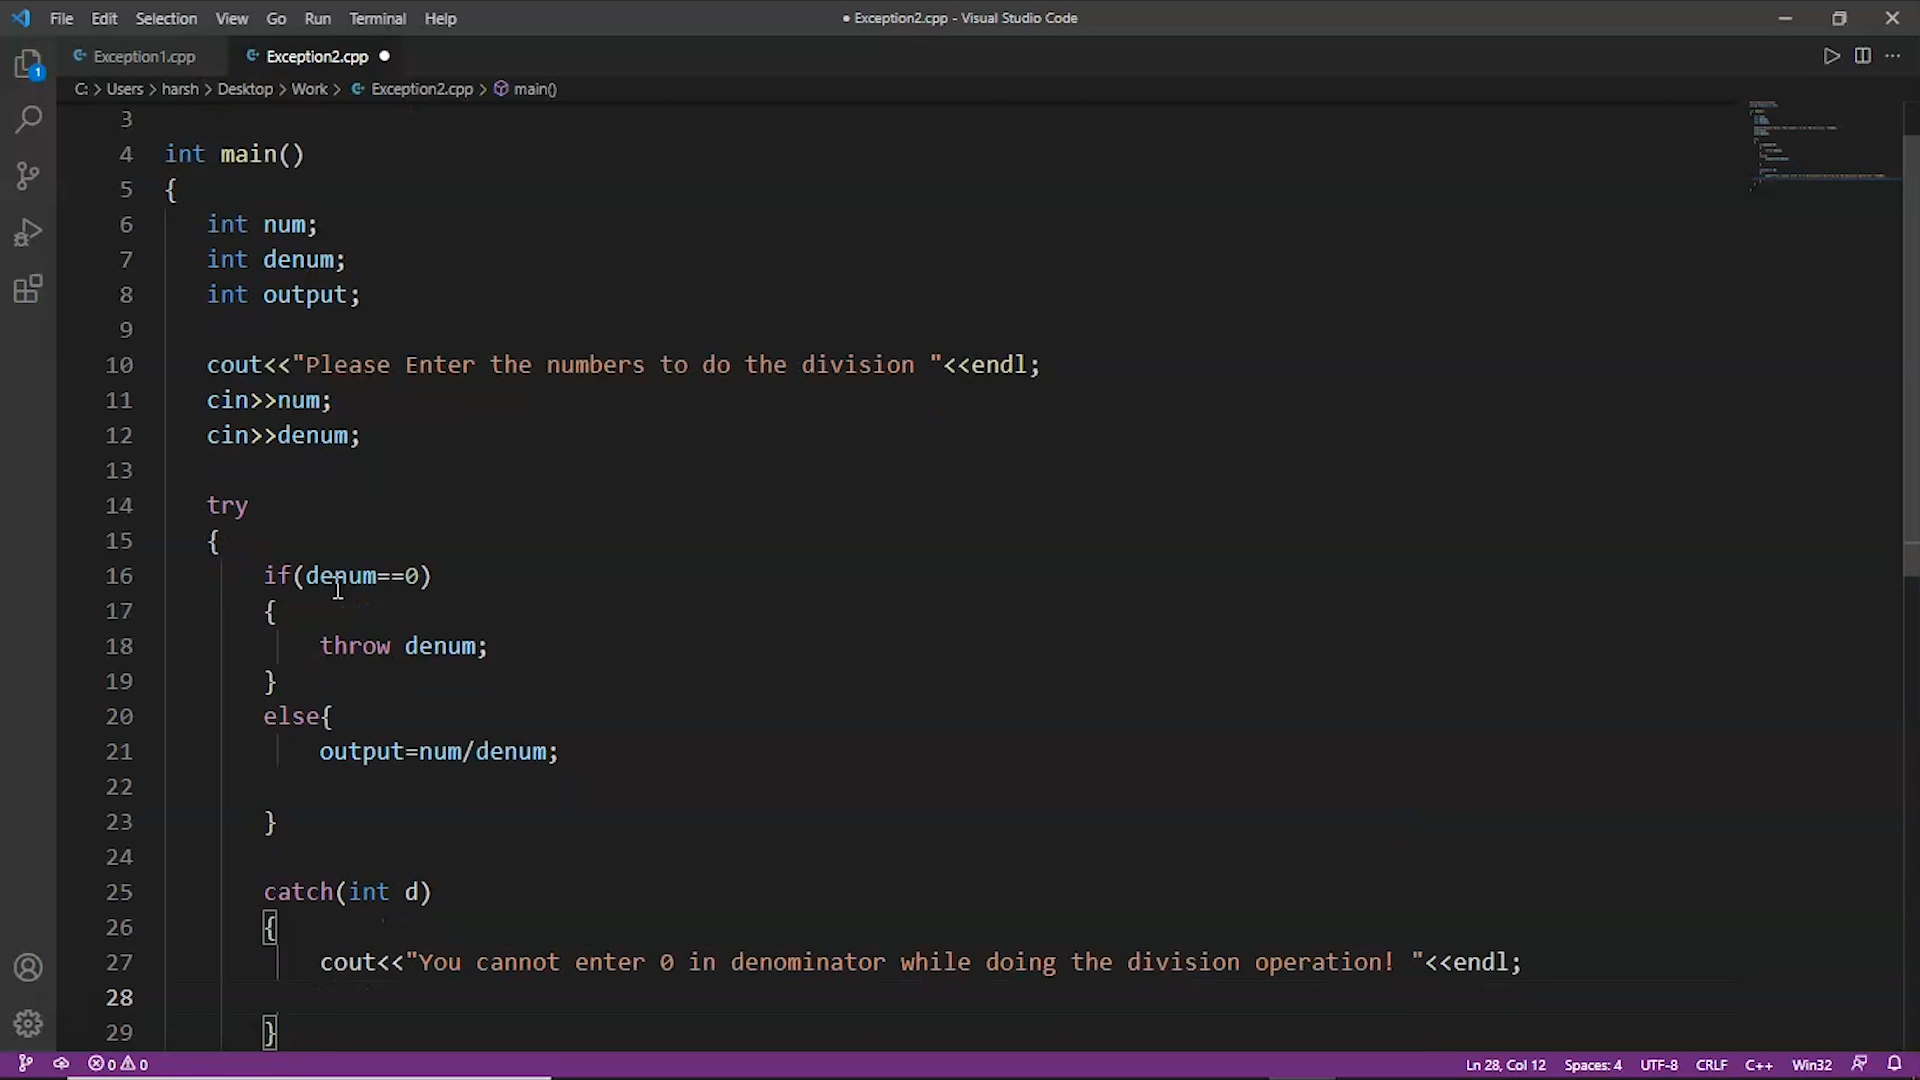 File Edit Selection View Go Run Terminal Help
● Exception2.cpp - Visual Studio Code
Exception1.cpp
Exception2.cpp ●
C: > Users > harsh > Desktop > Work > Exception2.cpp > main()
3
4 int main()
5 {
6 int num;
7 int denum;
8 int output;
9
10 cout<<"Please Enter the numbers to do the division "<<endl;
11 cin>>num;
12 cin>>denum;
13
14 try
15 {
16 if(denum==0)
17 {
18 throw denum;
19 }
20 else{
21 output=num/denum;
22
23 }
24
25 catch(int d)
26 {
27 cout<<"You cannot enter 0 in denominator while doing the division operation! "<<endl;
28
29 }
1
0 0
Ln 28, Col 12 Spaces: 4 UTF-8 CRLF C++ Win32